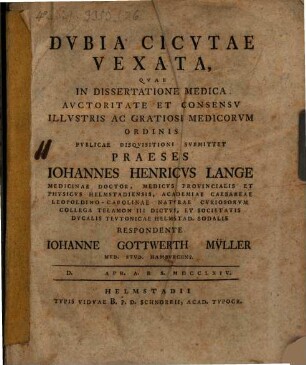 DVBIA CICVTAE
VEXATA,
QVAE
IN DISSERTATIONE MEDICA
AVCTORITATE ET CONSENSV
ILLVSTRIS AC GRATIOSI MEDICORVM
ORDINIS
PVBLICAE DISQVISITIONI SVBMITTET
PRAESES
IOHANNES HENRICVS LANGE
MEDICINAE DOCTOR, MEDICVS PROVINCIALIS ET
PHYSICVS HELMSTADIENSIS, ACADEMIAE CAESAREAE
LEOPOLDINO-CAROLINAE NATVRAE CVRIOSORVM
COLLEGA TELAMON III DICTVS, ET SOCIETATIS
DVCALIS TEVTONICAE HELMSTAD. SODALIS
RESPONDENTE
IOHANNE GOTTWERTH MÜLLER
MED. STVD. HAMBVRGENS.
D. APR. A. R. S. MDCCLXIV.
HELMSTADII
TYPIS VIDVAE B. P. D. SCHNORRII, ACAD. TYPOGR.